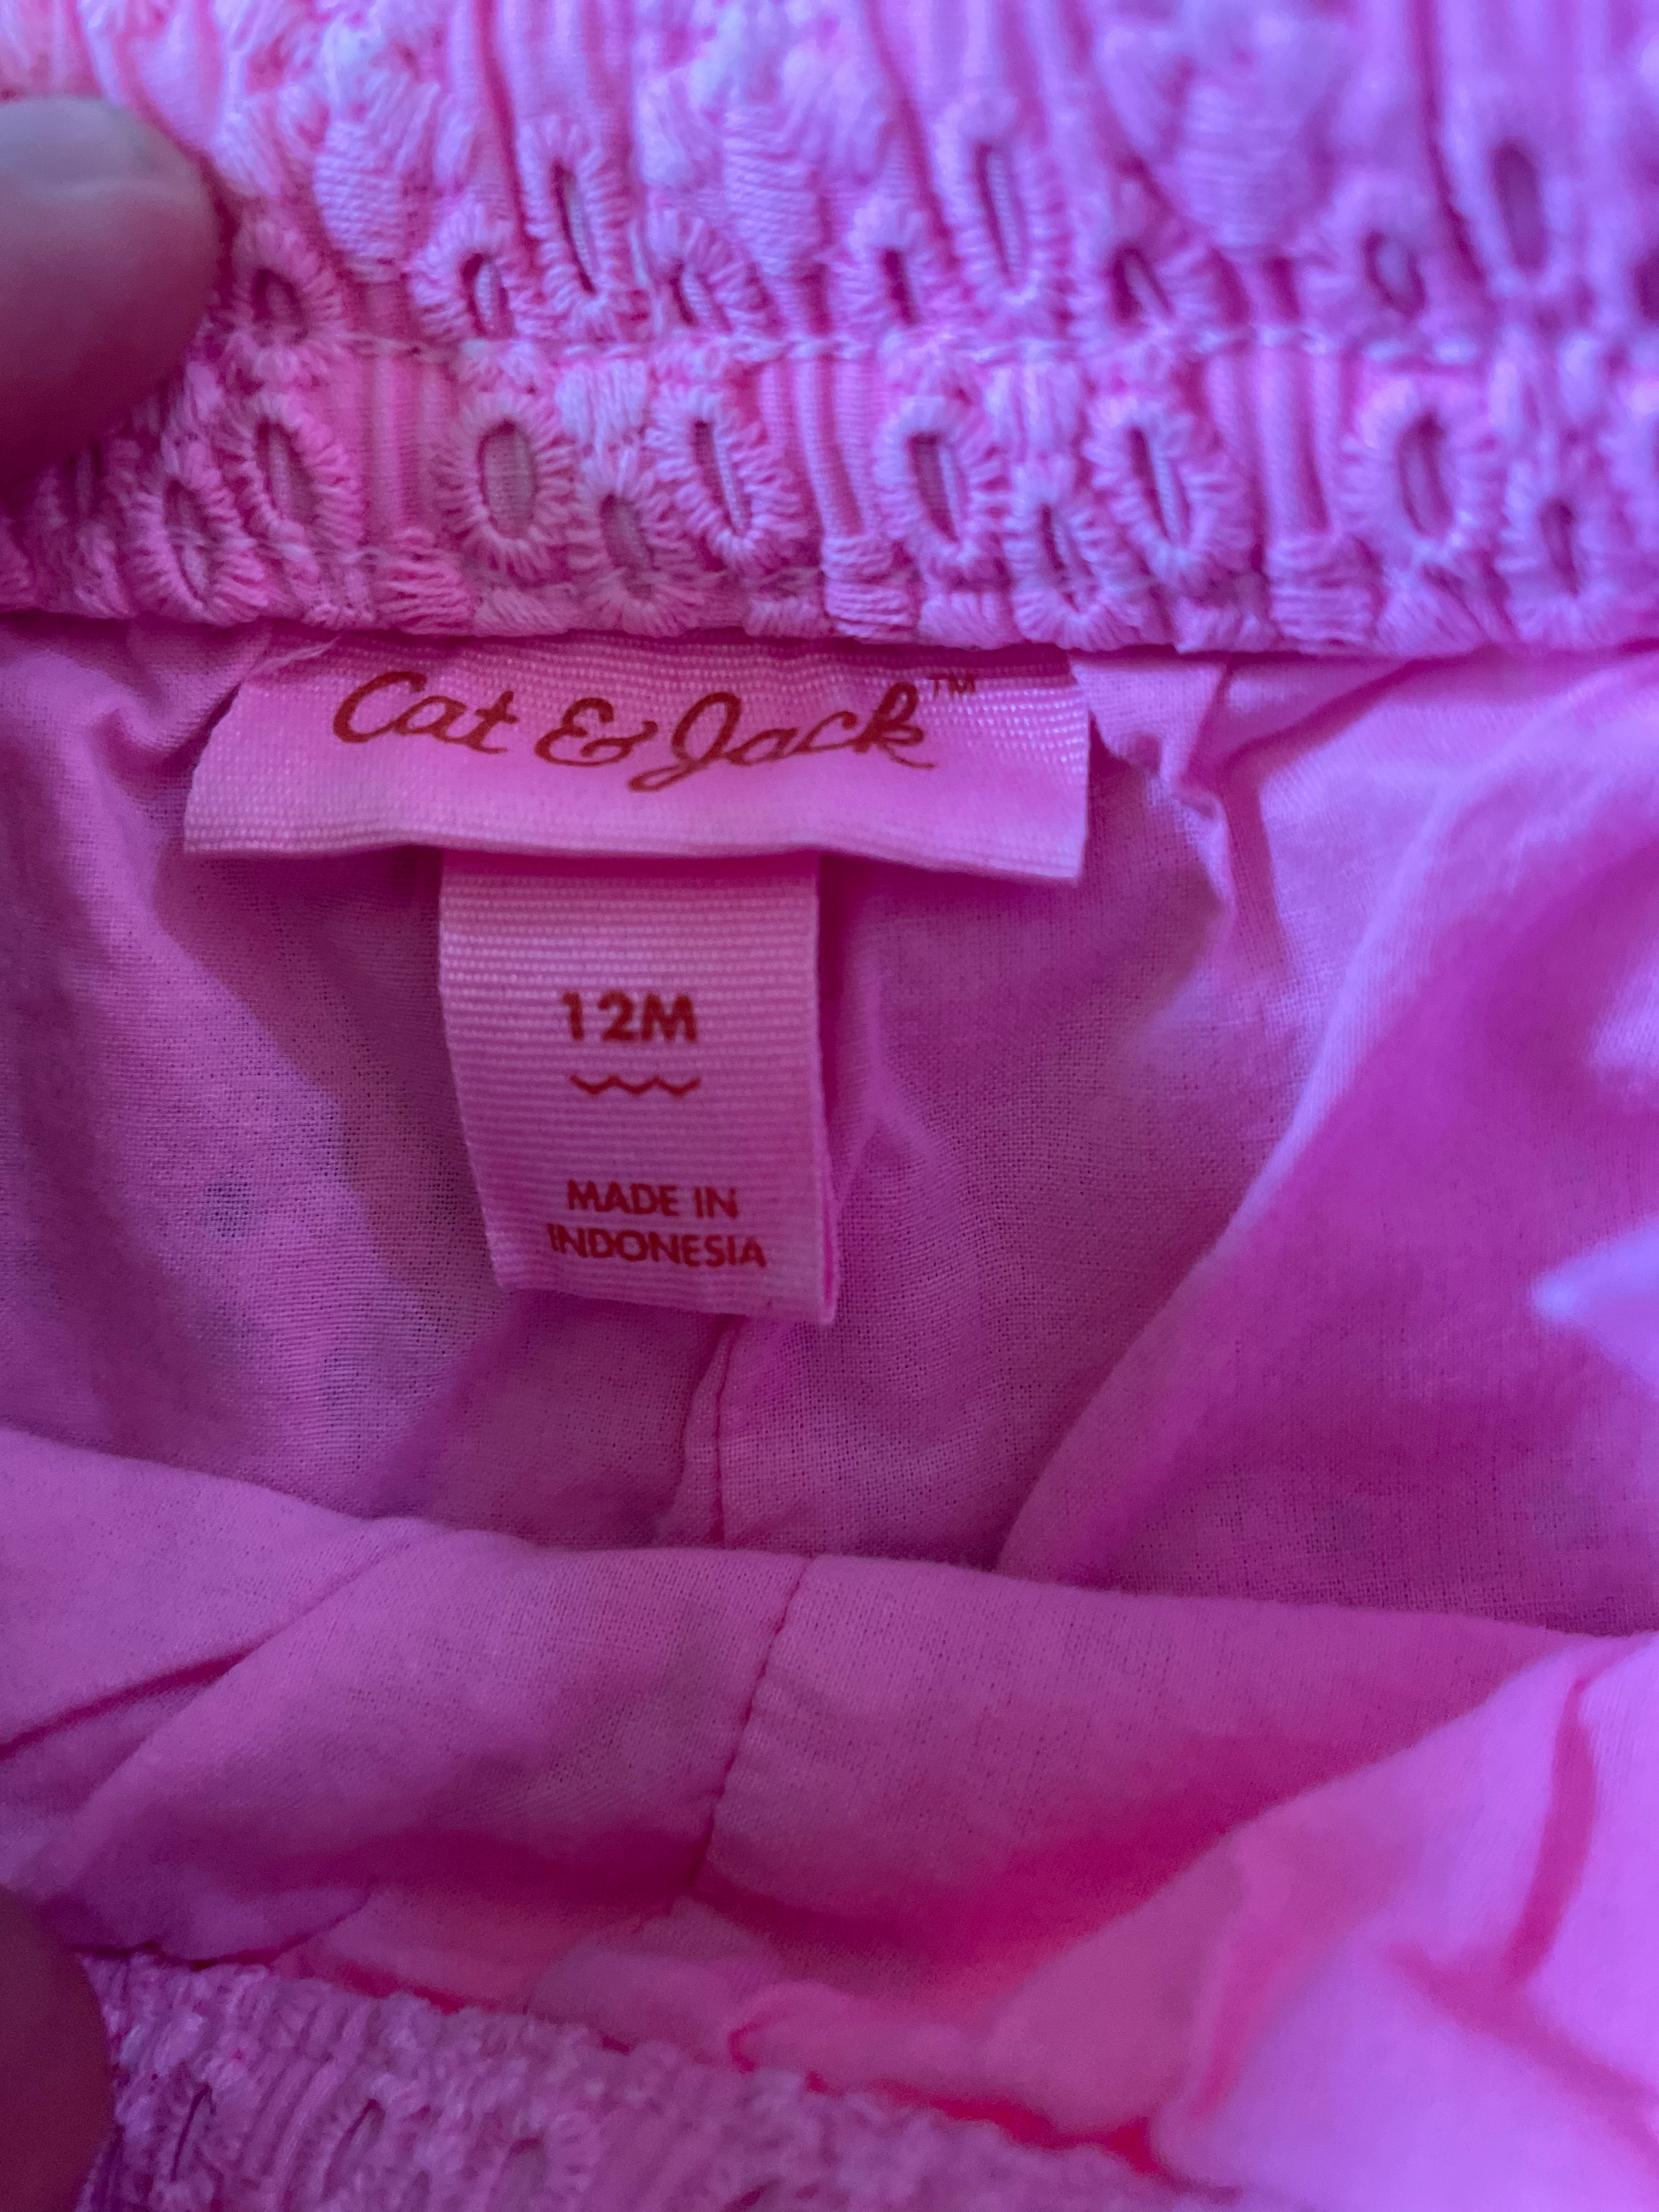 Cat & Jack™
12M
MADE IN
INDONESIA